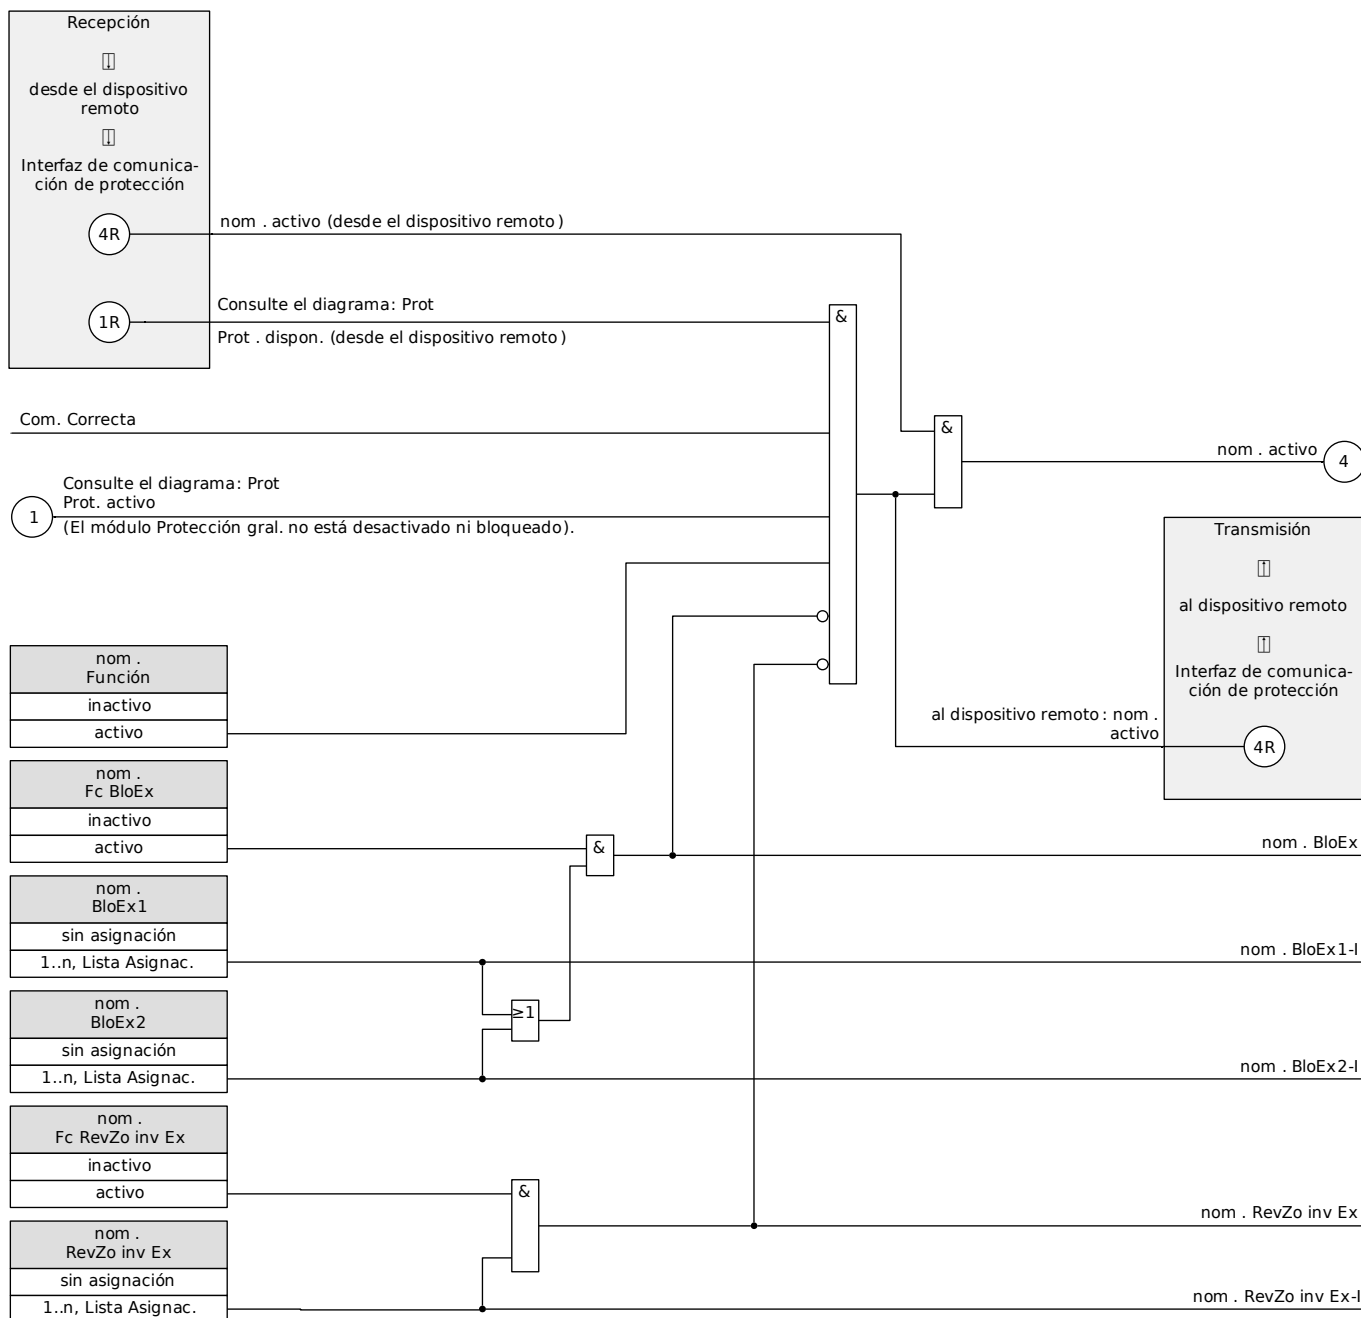 Recepción
desde el dispositivo
remoto
Interfaz de comunica-
ción de protección
4R
nom . activo (desde el dispositivo remoto )
1R
Consulte el diagrama: Prot
Prot . dispon. (desde el dispositivo remoto )
&
Com. Correcta
&
nom . activo
4
1
Consulte el diagrama: Prot
Prot. activo
(El módulo Protección gral. no está desactivado ni bloqueado).
Transmisión
al dispositivo remoto
Interfaz de comunica-
ción de protección
4R
al dispositivo remoto : nom .
activo
nom .
Función
inactivo
activo
nom .
Fc BloEx
inactivo
activo
&
nom . BloEx
nom .
BloEx1
sin asignación
1..n, Lista Asignac.
nom . BloEx1-I
≥1
nom .
BloEx2
sin asignación
1..n, Lista Asignac.
nom . BloEx2-I
nom .
Fc RevZo inv Ex
inactivo
activo
&
nom . RevZo inv Ex
nom .
RevZo inv Ex
sin asignación
1..n, Lista Asignac.
nom . RevZo inv Ex-I